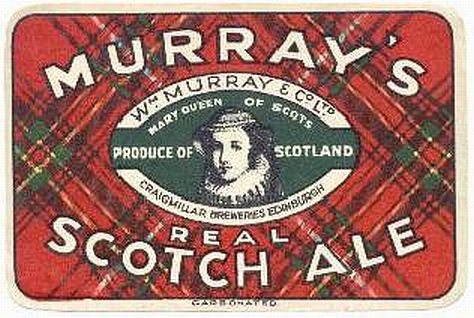 MURRAY'S
WM MURRAY & CO LTD
MARY QUEEN OF SCOTS
PRODUCE OF SCOTLAND
CRAIGMILLAR BREWERIES EDINBURGH
REAL
SCOTCH ALE
CARBONATED